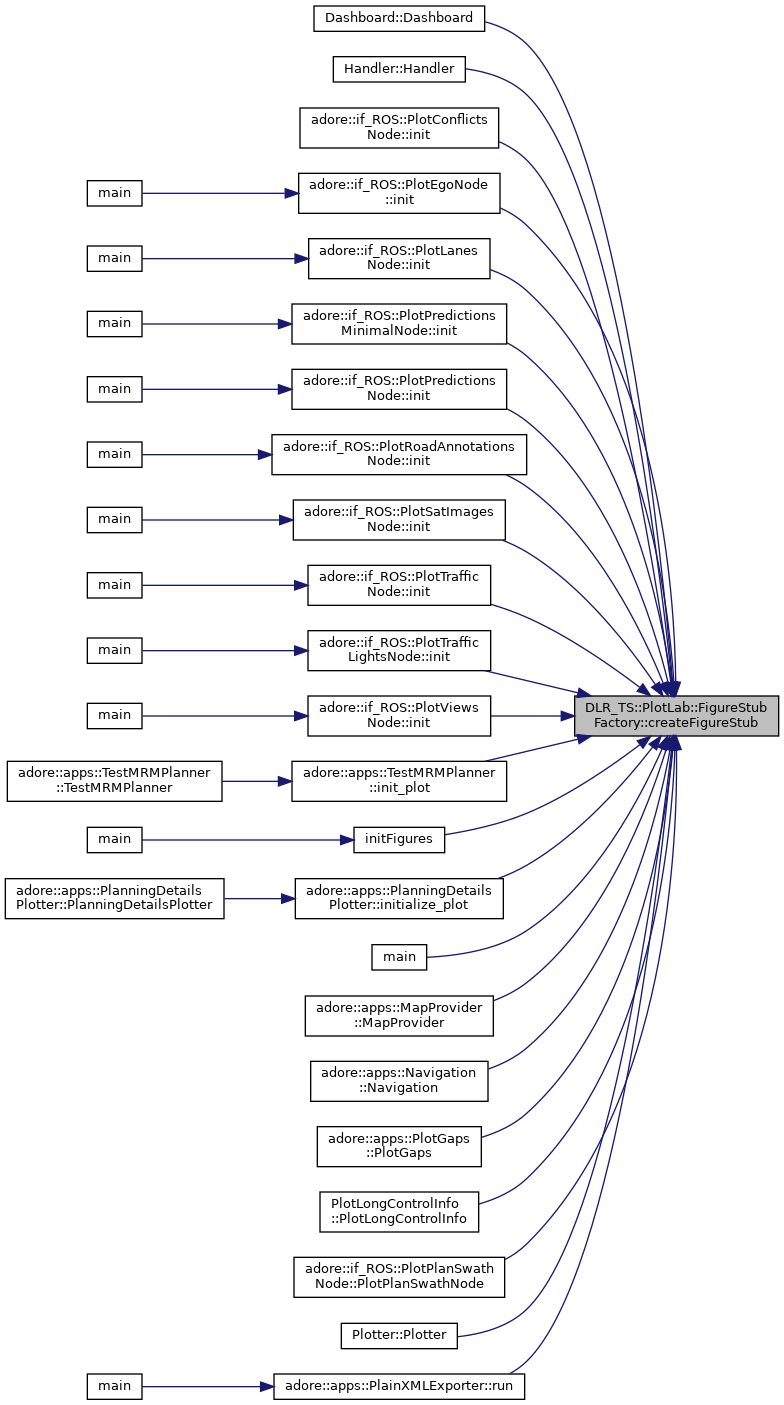 Dashboard::Dashboard
Handler::Handler
adore::if_ROS::PlotConflicts
Node::init
main
adore::if_ROS::PlotEgoNode
::init
main
adore::if_ROS::PlotLanes
Node::init
main
adore::if_ROS::PlotPredictions
MinimalNode::init
main
adore::if_ROS::PlotPredictions
Node::init
main
adore::if_ROS::PlotRoadAnnotations
Node::init
main
adore::if_ROS::PlotSatImages
Node::init
main
adore::if_ROS::PlotTraffic
Node::init
main
adore::if_ROS::PlotTraffic
LightsNode::init
main
adore::if_ROS::PlotViews
Node::init
DLR_TS::PlotLab::FigureStub
Factory::createFigureStub
adore::apps::TestMRMPlanner
::TestMRMPlanner
adore::apps::TestMRMPlanner
::init_plot
main
initFigures
adore::apps::PlanningDetails
Plotter::PlanningDetailsPlotter
adore::apps::PlanningDetails
Plotter::initialize_plot
main
adore::apps::MapProvider
::MapProvider
adore::apps::Navigation
::Navigation
adore::apps::PlotGaps
::PlotGaps
PlotLongControlInfo
::PlotLongControlInfo
adore::if_ROS::PlotPlanSwath
Node::PlotPlanSwathNode
Plotter::Plotter
main
adore::apps::PlainXMLExporter::run